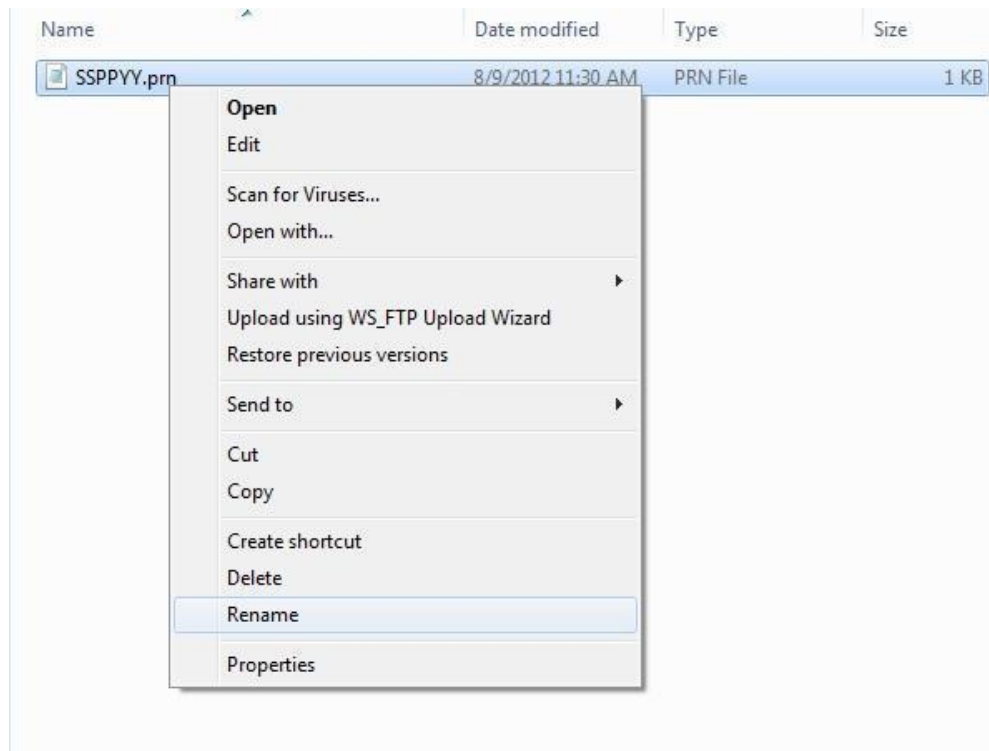 Name Date modified Type Size
SSPPYY.prn 8/9/2012 11:30 AM PRN File 1 KB
Open
Edit
Scan for Viruses...
Open with...
Share with
Upload using WS_FTP Upload Wizard
Restore previous versions
Send to
Cut
Copy
Create shortcut
Delete
Rename
Properties